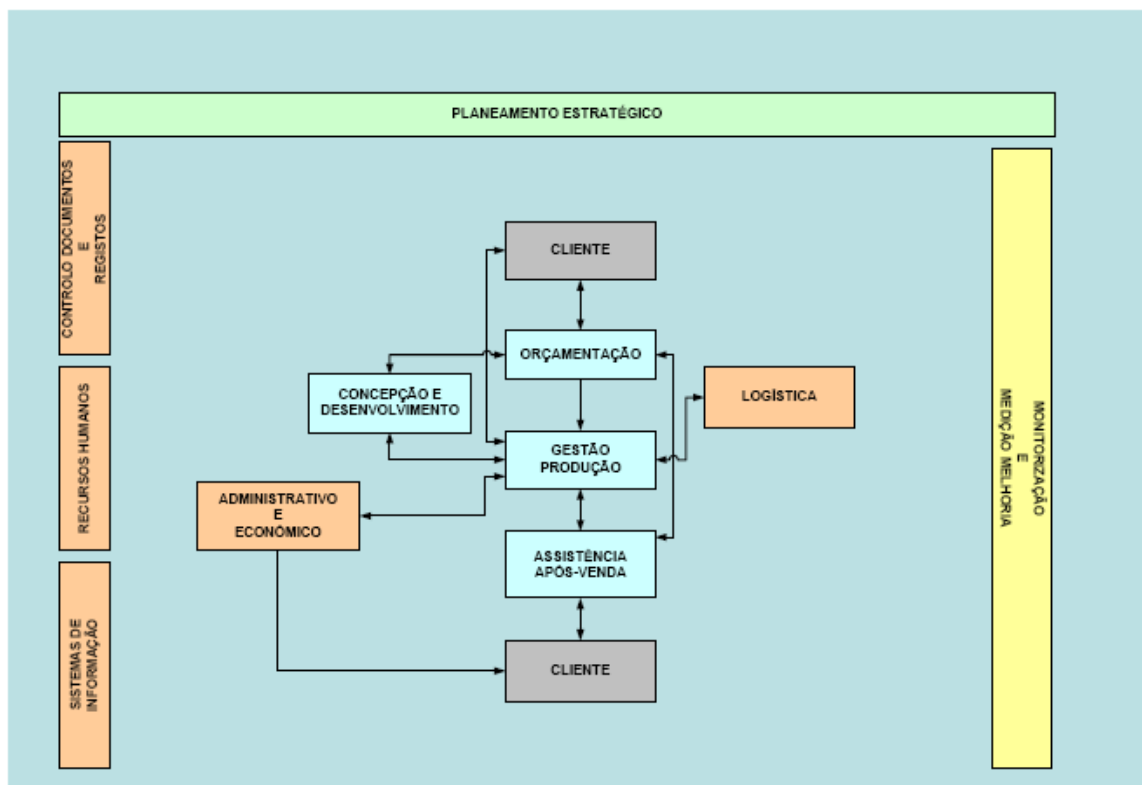 PLANEAMENTO ESTRATÉGICO
CONTROLO DOCUMENTOS
E
REGISTOS
CLIENTE
ORÇAMENTAÇÃO
CONCEPÇÃO E
DESENVOLVIMENTO
LOGÍSTICA
RECURSOS HUMANOS
GESTÃO
PRODUÇÃO
MONITORIZAÇÃO
E
MEDIÇÃO MELHORIA
ADMINISTRATIVO
E
ECONÓMICO
ASSISTÊNCIA
APÓS-VENDA
SISTEMAS DE
INFORMAÇÃO
CLIENTE